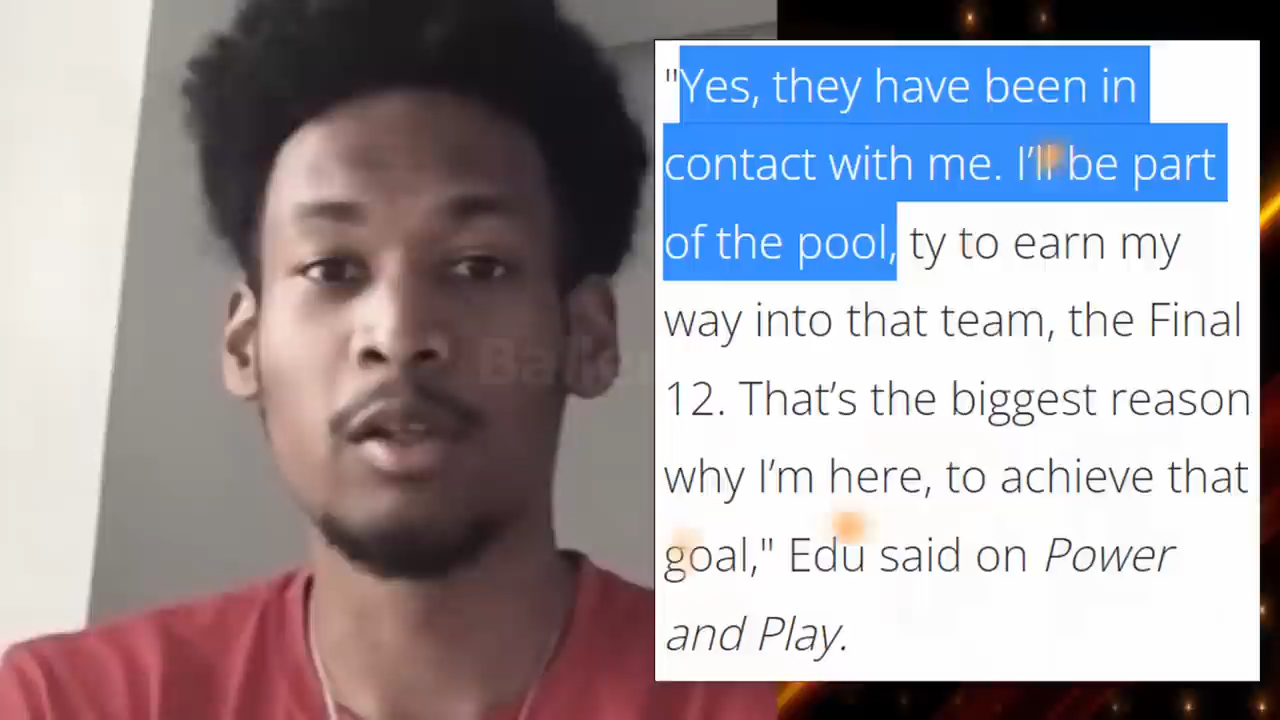 "Yes, they have been in
contact with me. I'll be part
of the pool, ty to earn my
way into that team, the Final
12. That's the biggest reason
why I'm here, to achieve that
goal," Edu said on Power
and Play.